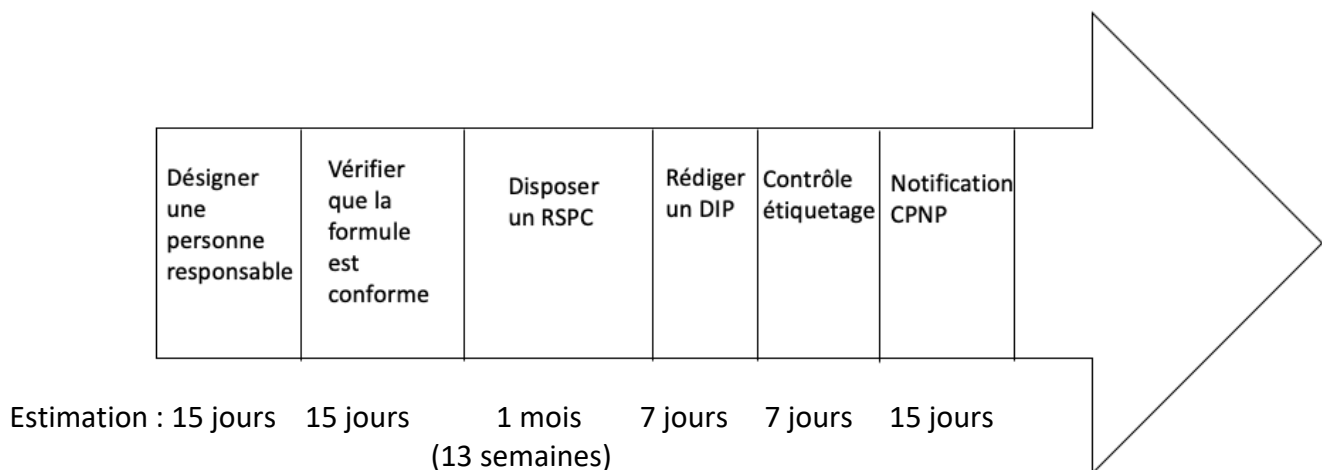 Désigner
une
personne
responsable
Vérifier
que la
formule
est
conforme
Disposer
un RSPC
Rédiger
un DIP
Contrôle
étiquetage
Notification
CPNP
Estimation : 15 jours 15 jours 1 mois 7 jours 7 jours 15 jours
(13 semaines)